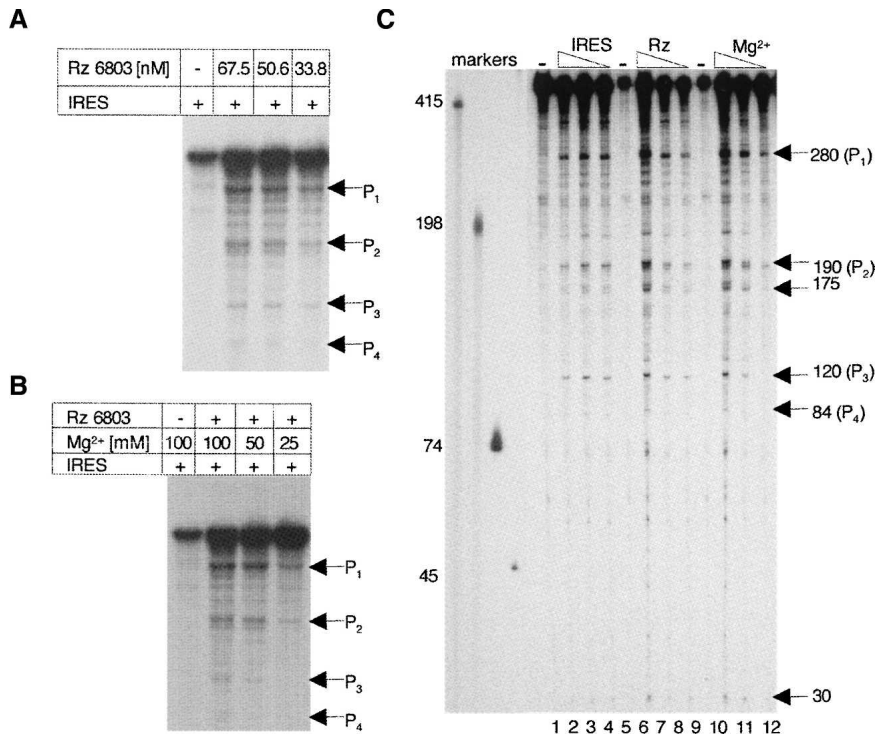 A
Rz 6803 [nM] - 67.5 50.6 33.8
IRES + + + +
P1
P2
P3
P4
B
Rz 6803 - + + +
Mg2+ [mM] 100 100 50 25
IRES + + + +
P1
P2
P3
P4
C
markers - IRES - Rz - Mg2+
415
198
74
45
280 (P1)
190 (P2)
175
120 (P3)
84 (P4)
30
1 2 3 4 5 6 7 8 9 10 11 12